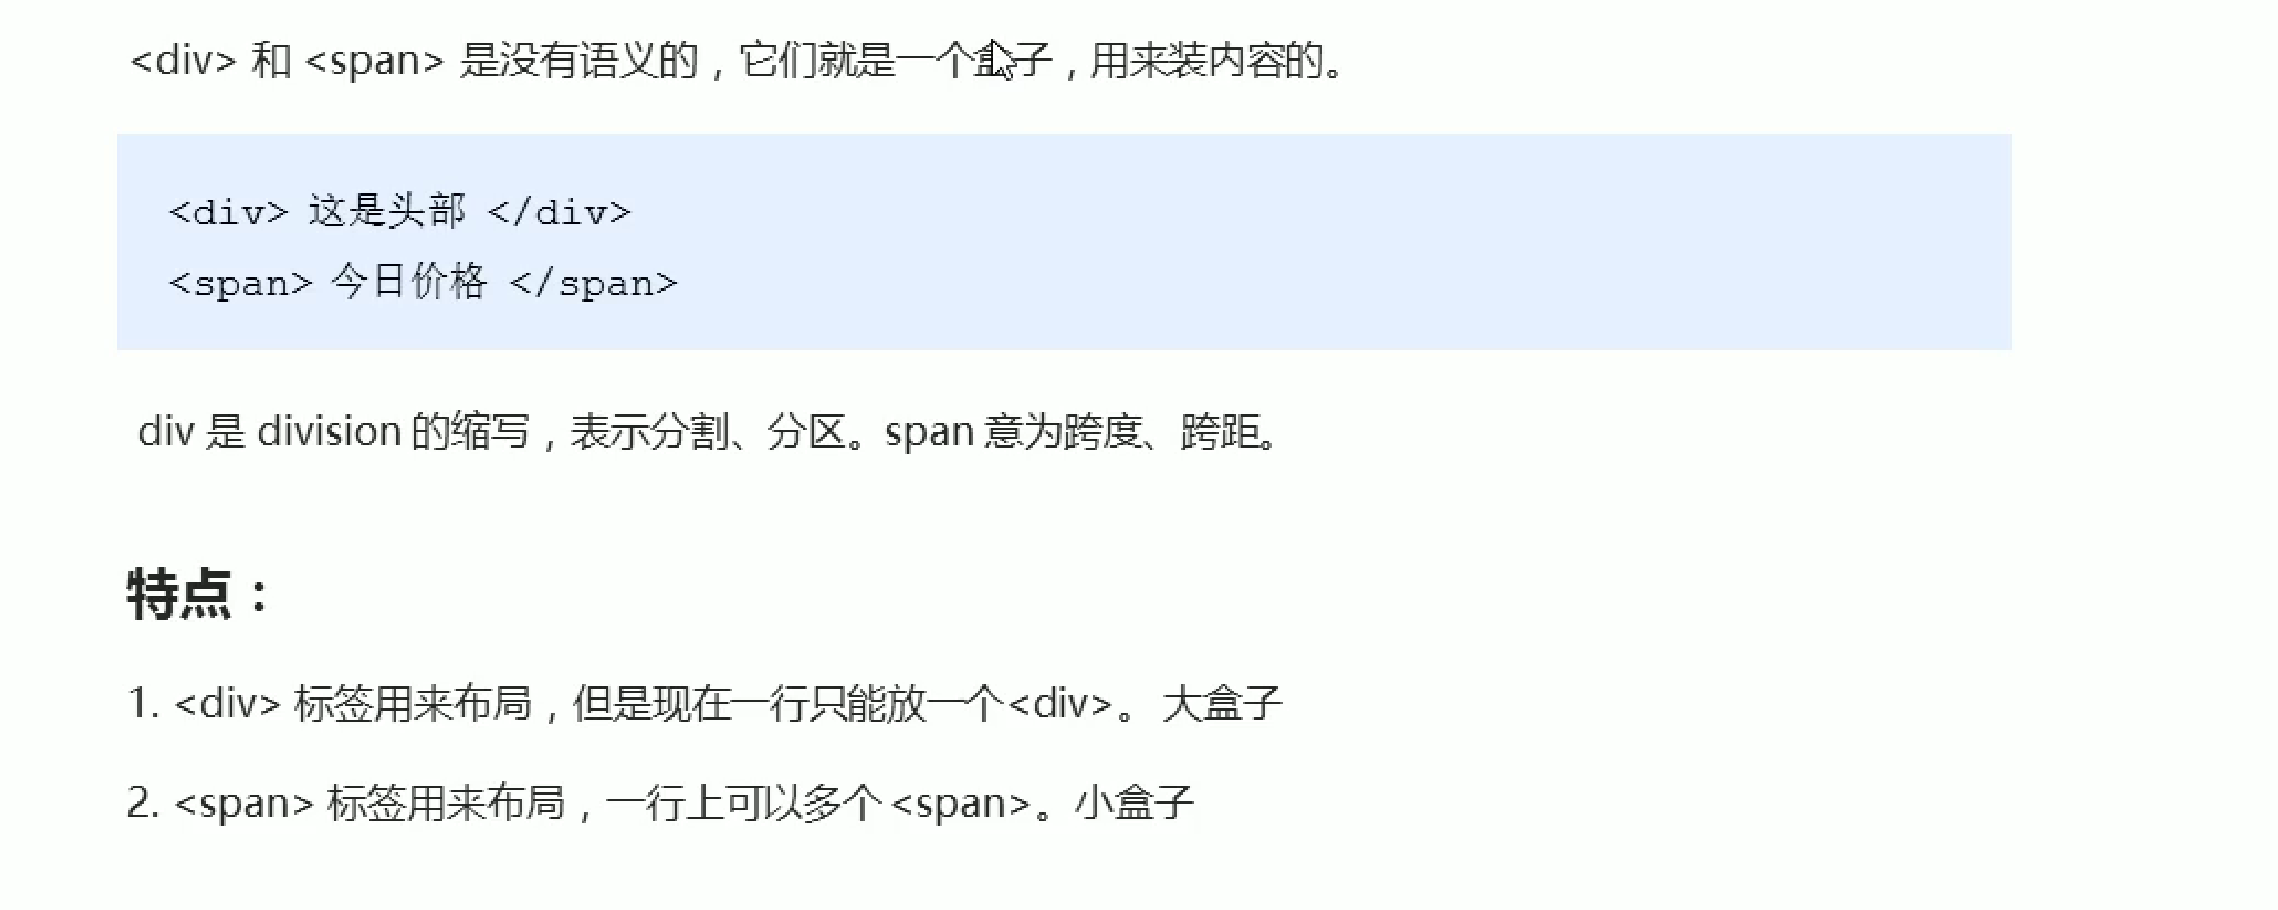 <div> 和 <span> 是没有语义的，它们就是一个盒子，用来装内容的。
<div> 这是头部 </div>
<span> 今日价格 </span>
div 是 division 的缩写，表示分割、分区。span 意为跨度、跨距。
特点：
1. <div> 标签用来布局，但是现在一行只能放一个<div>。 大盒子
2. <span> 标签用来布局，一行上可以多个 <span>。小盒子